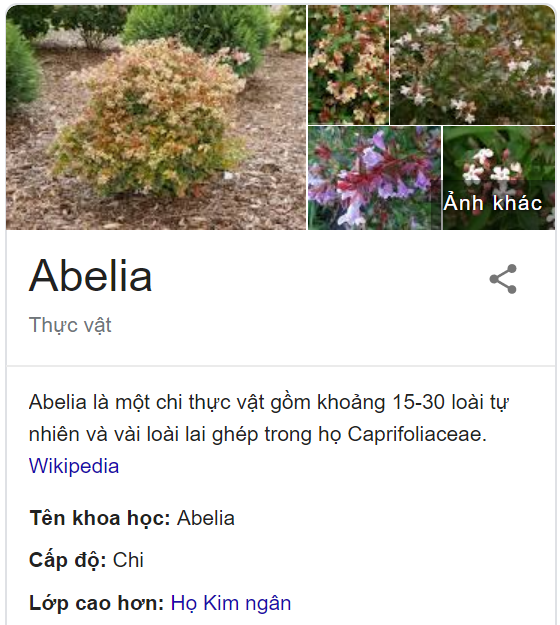 Ảnh khác
Abelia
Thực vật
Abelia là một chi thực vật gồm khoảng 15-30 loài tự
nhiên và vài loài lai ghép trong họ Caprifoliaceae.
Wikipedia
Tên khoa học: Abelia
Cấp độ: Chi
Lớp cao hơn: Họ Kim ngân